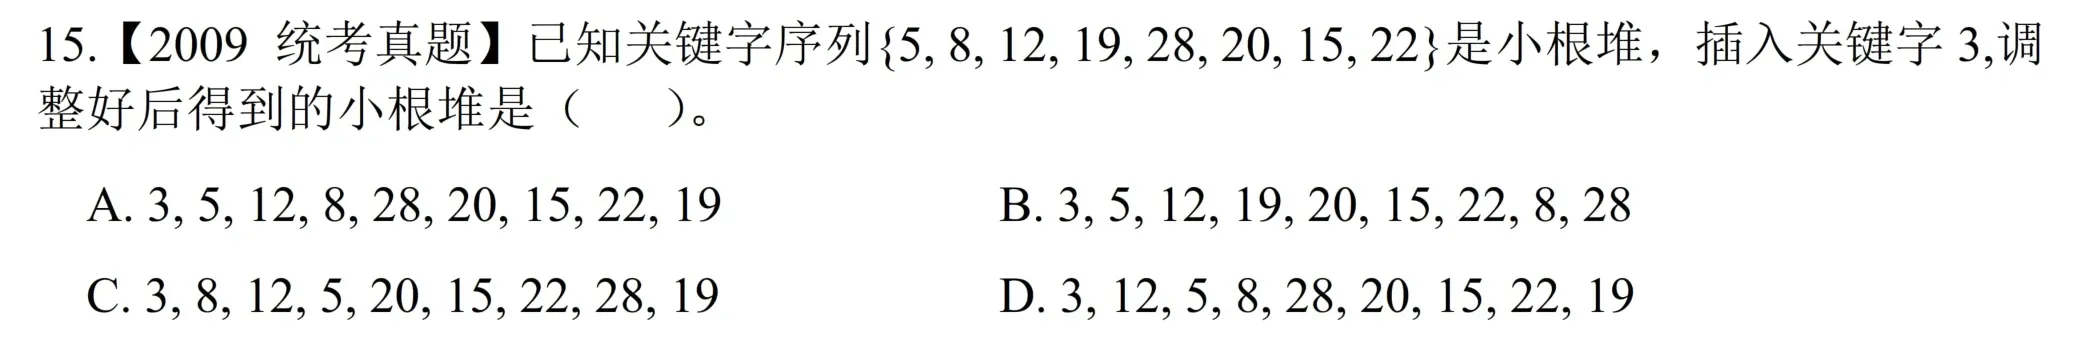 15.【2009 统考真题】已知关键字序列{5, 8, 12, 19, 28, 20, 15, 22}是小根堆，插入关键字 3,调
整好后得到的小根堆是（ ）。
A. 3, 5, 12, 8, 28, 20, 15, 22, 19 B. 3, 5, 12, 19, 20, 15, 22, 8, 28
C. 3, 8, 12, 5, 20, 15, 22, 28, 19 D. 3, 12, 5, 8, 28, 20, 15, 22, 19